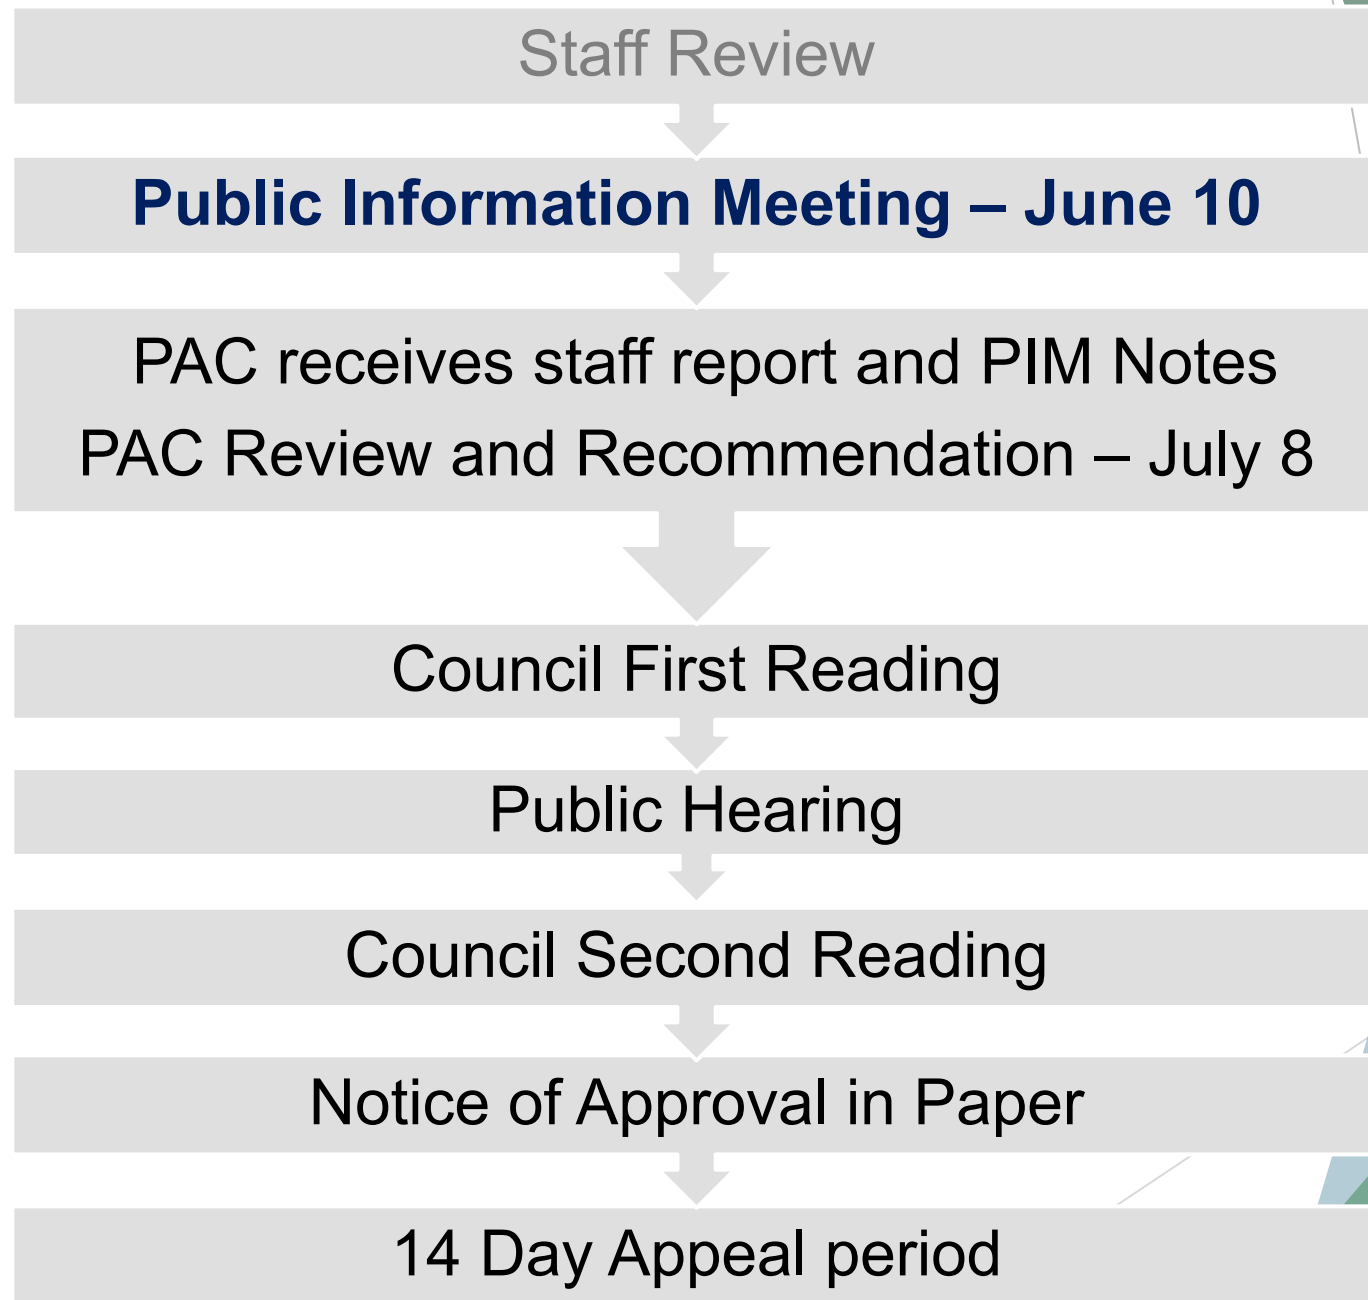 Staff Review
Public Information Meeting – June 10
PAC receives staff report and PIM Notes
PAC Review and Recommendation – July 8
Council First Reading
Public Hearing
Council Second Reading
Notice of Approval in Paper
14 Day Appeal period